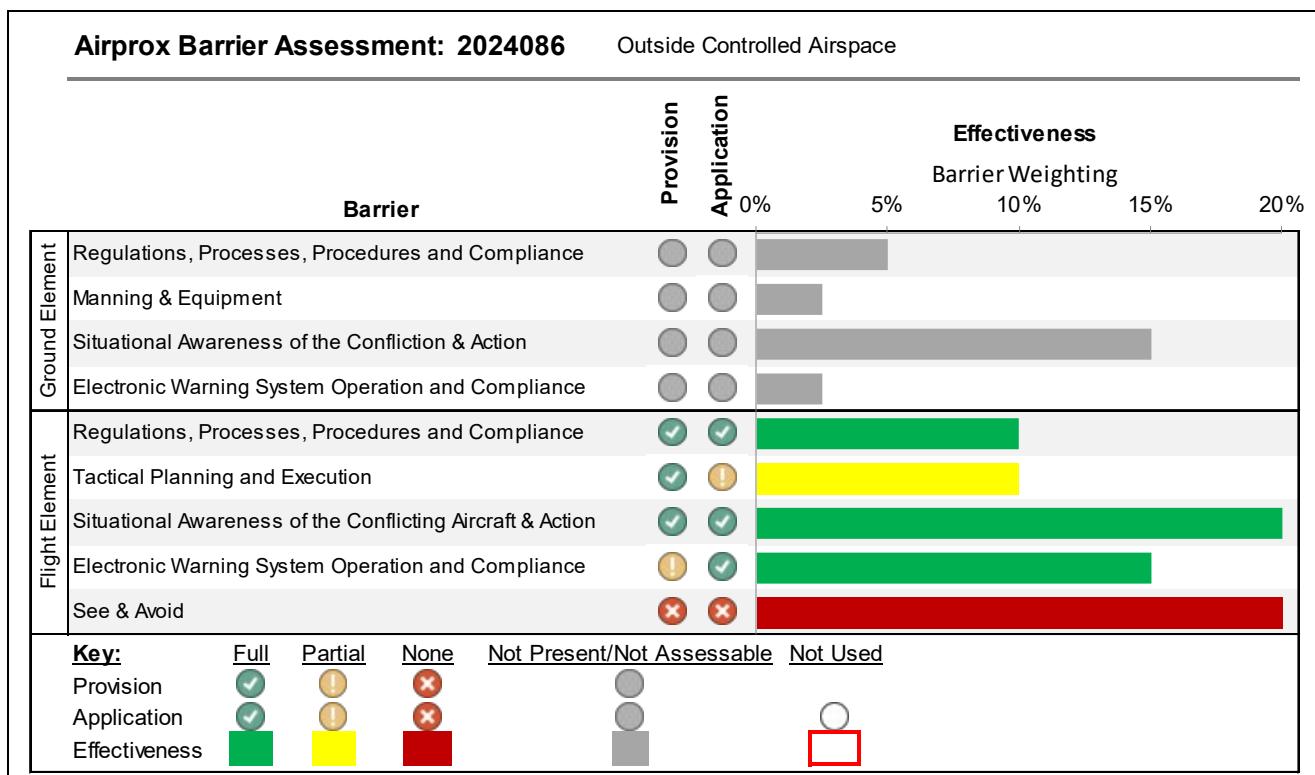 Airprox Barrier Assessment: 2024086 Outside Controlled Airspace
Provision
Application
Effectiveness
Barrier Weighting
Barrier
0% 5% 10% 15% 20%
Ground Element
Regulations, Processes, Procedures and Compliance
Manning & Equipment
Situational Awareness of the Confliction & Action
Electronic Warning System Operation and Compliance
Flight Element
Regulations, Processes, Procedures and Compliance
Tactical Planning and Execution
Situational Awareness of the Conflicting Aircraft & Action
Electronic Warning System Operation and Compliance
See & Avoid
Key: Full Partial None Not Present/Not Assessable Not Used
Provision
Application
Effectiveness